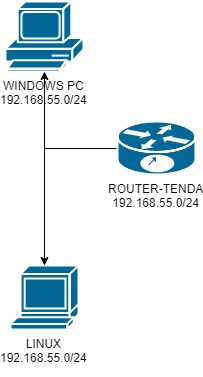 WINDOWS PC
192.168.55.0/24
ROUTER-TENDA
192.168.55.0/24
LINUX
192.168.55.0/24